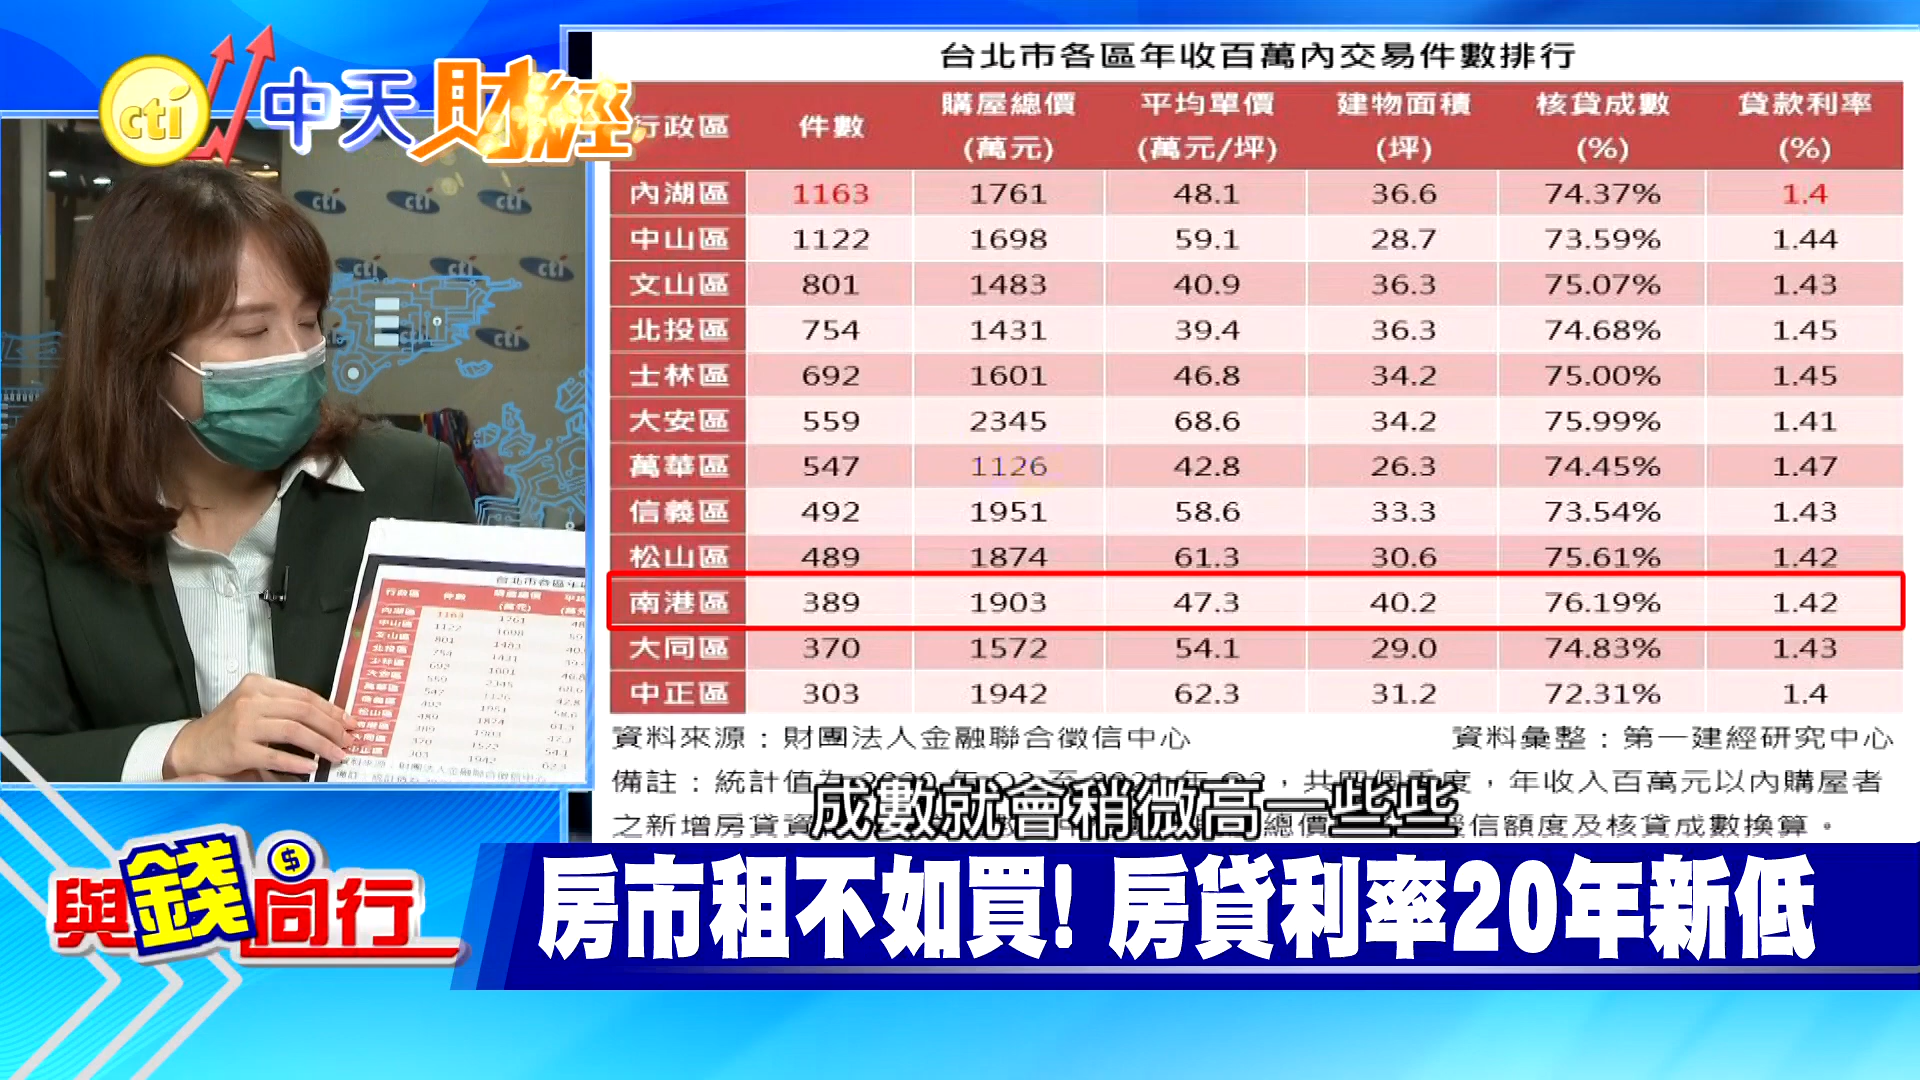 台北市各區年收百萬內交易件數排行
cti 中天財經
行政區 件數 購屋總價(萬元) 平均單價(萬元/坪) 建物面積(坪) 核貸成數(%) 貸款利率(%)
內湖區 1163 1761 48.1 36.6 74.37% 1.4
中山區 1122 1698 59.1 28.7 73.59% 1.44
文山區 801 1483 40.9 36.3 75.07% 1.43
北投區 754 1431 39.4 36.3 74.68% 1.45
士林區 692 1601 46.8 34.2 75.00% 1.45
大安區 559 2345 68.6 34.2 75.99% 1.41
萬華區 547 1126 42.8 26.3 74.45% 1.47
信義區 492 1951 58.6 33.3 73.54% 1.43
松山區 489 1874 61.3 30.6 75.61% 1.42
南港區 389 1903 47.3 40.2 76.19% 1.42
大同區 370 1572 54.1 29.0 74.83% 1.43
中正區 303 1942 62.3 31.2 72.31% 1.4
資料來源：財團法人金融聯合徵信中心 資料彙整：第一建經研究中心
備註：統計值為 年 至 年 ，共四個季度，年收入百萬元以內購屋者
之新增房貸資 總價 信額度及核貸成數換算。
成數就會稍微高一些些
與錢同行
房市租不如買! 房貸利率20年新低